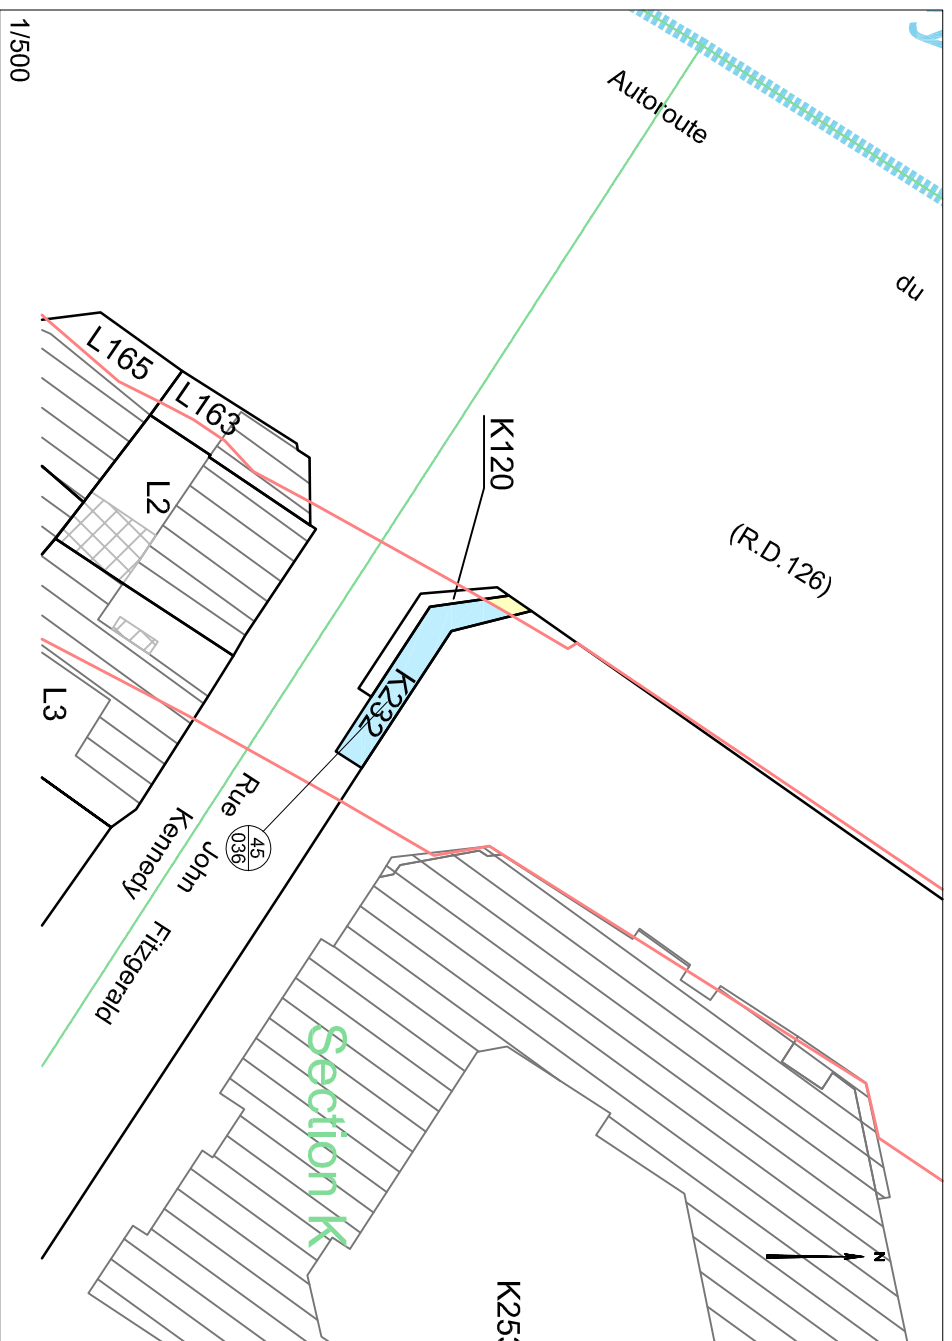 1/500
Autoroute
du
(R.D. 126)
L165
L163
L2
L3
K120
K232
45
036
Rue
John
Fitzgerald
Kennedy
Section K
N